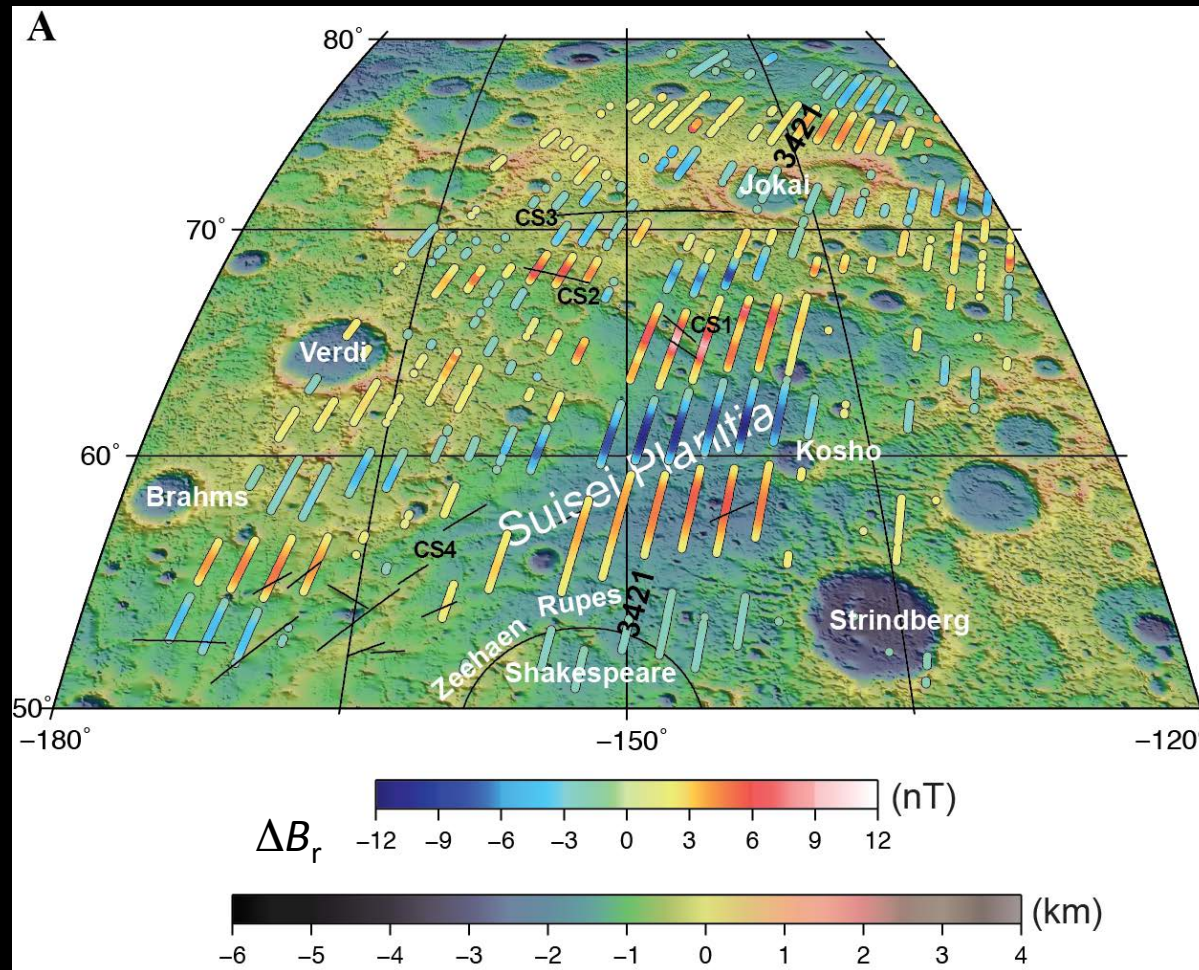 A
80°
3421
Jokai
CS3
70°
CS2
CS1
Verdi
Suisei Planitia
60°
Kosho
Brahms
CS4
3421
Zeehaen Rupes
Strindberg
Shakespeare
50°
−180° −150° −120°
ΔBr
−12 −9 −6 −3 0 3 6 9 12
(nT)
−6 −5 −4 −3 −2 −1 0 1 2 3 4
(km)